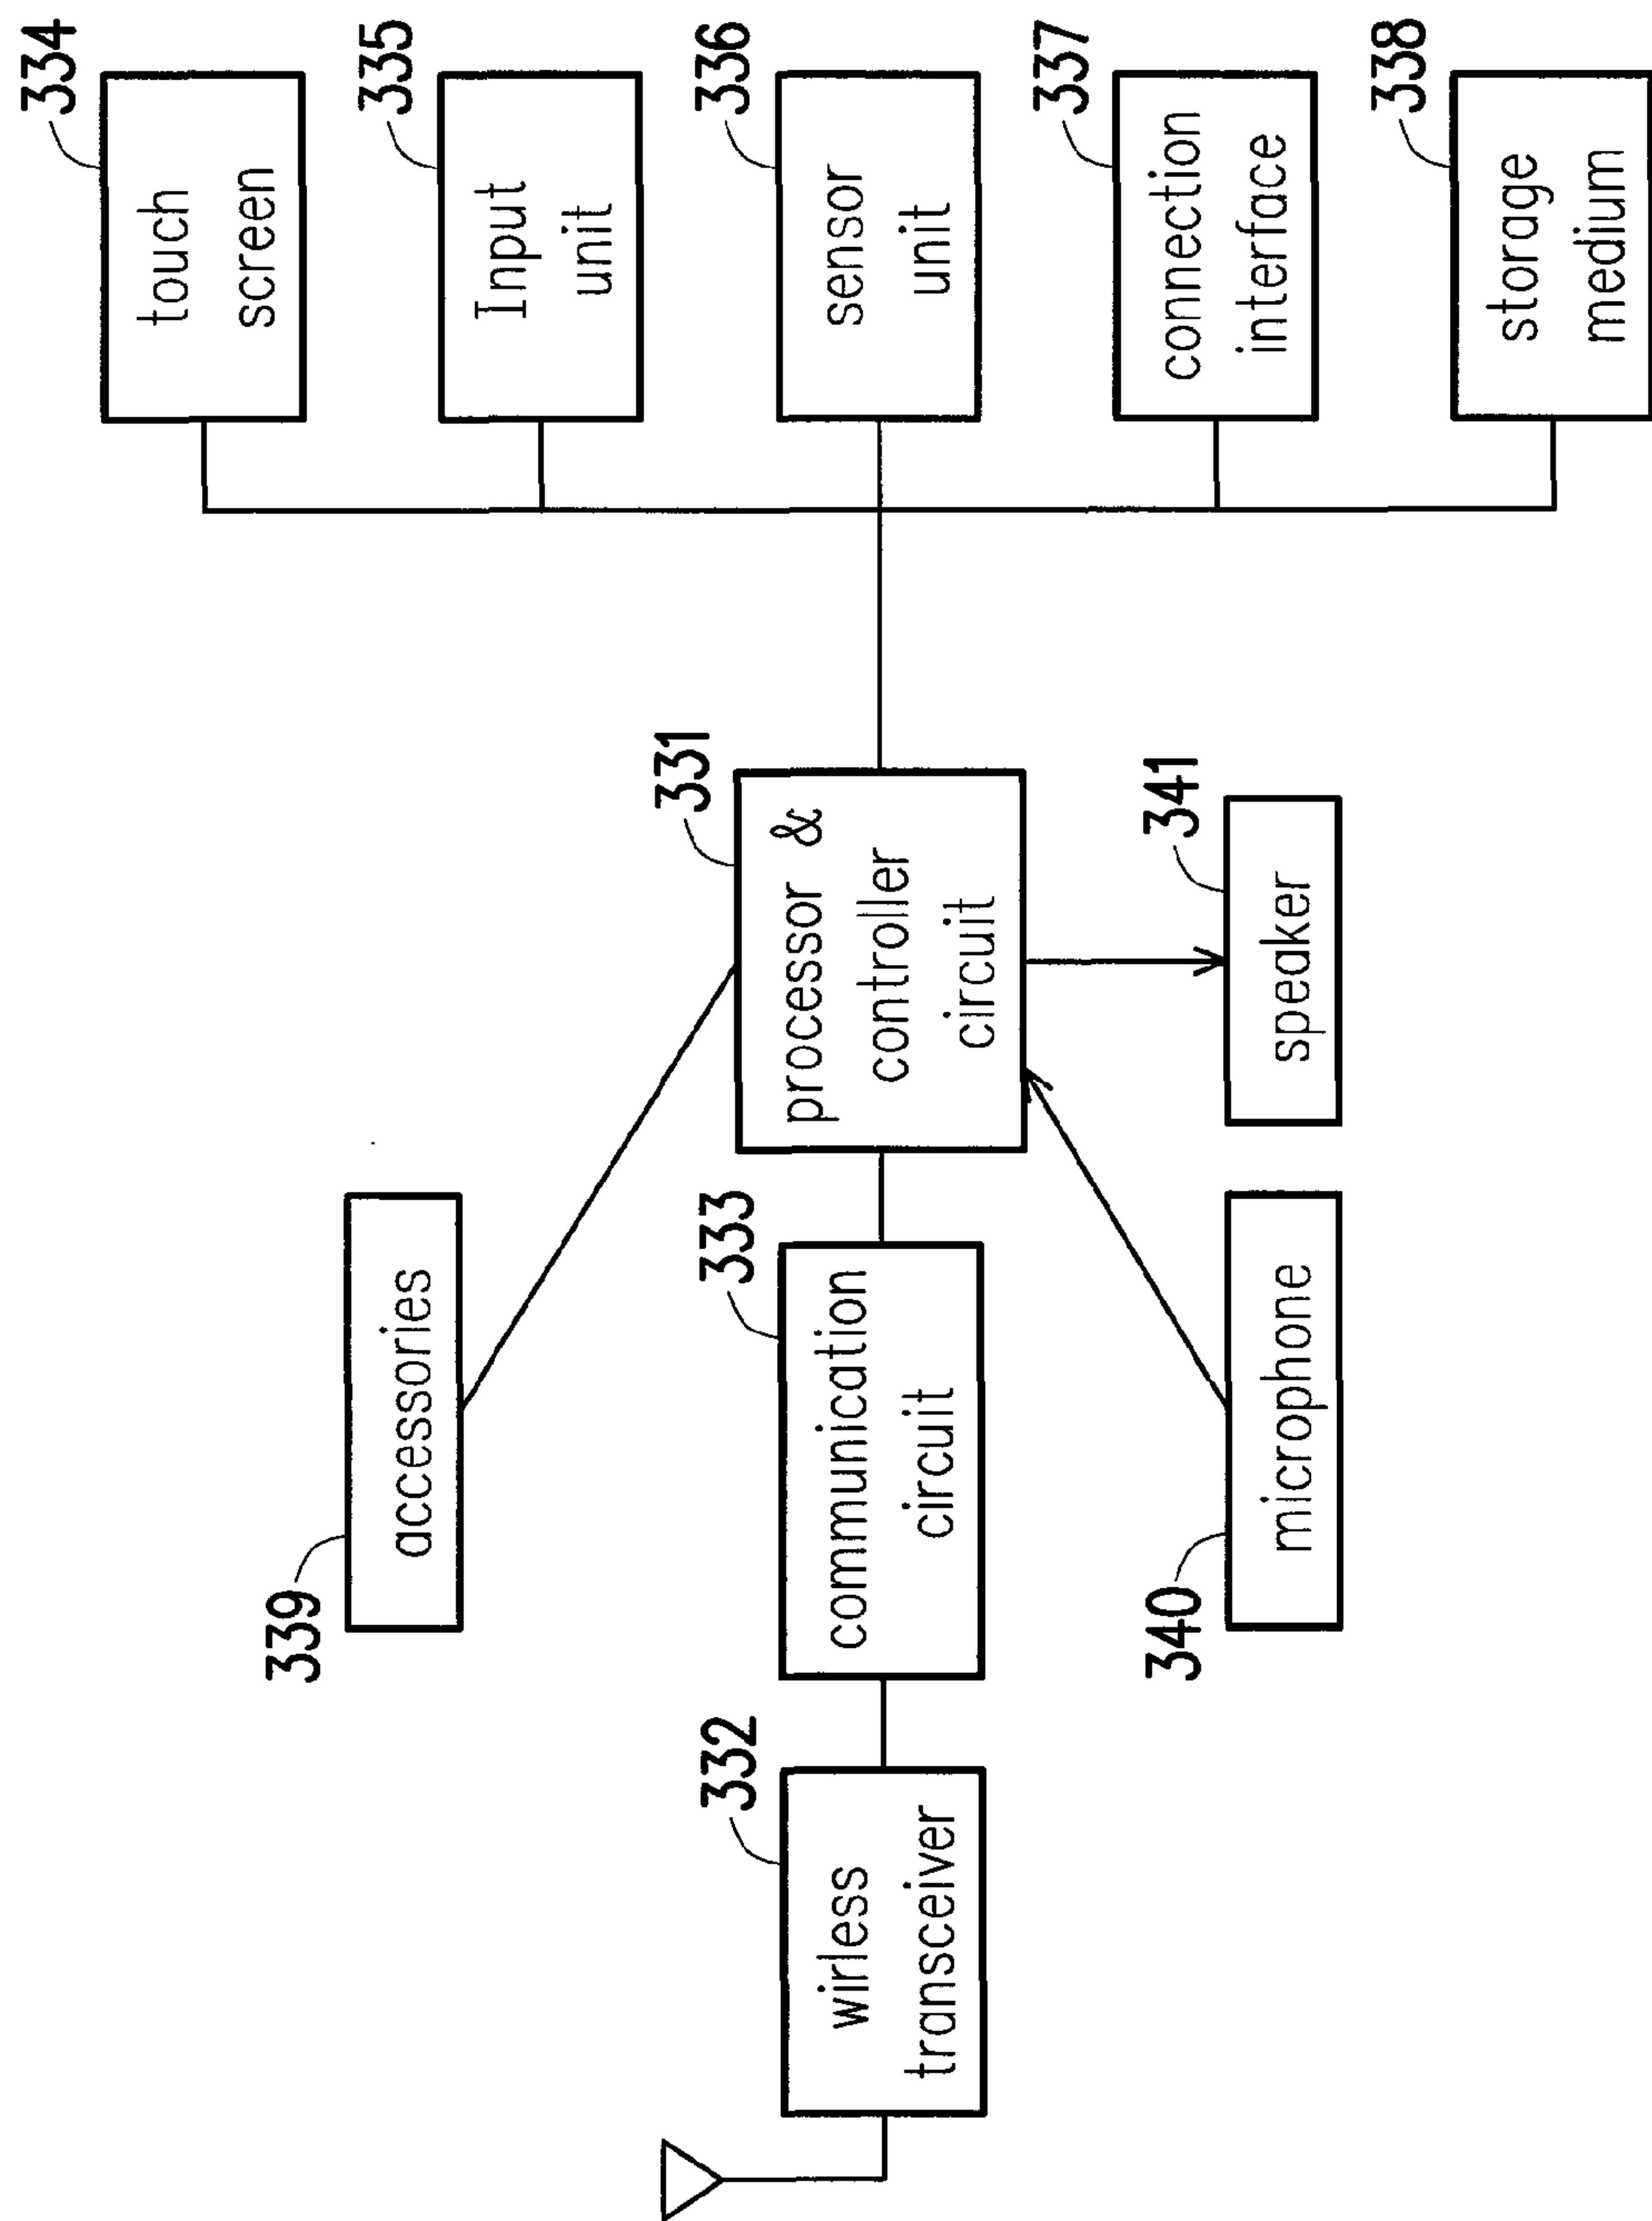 334
touch
screen
335
Input
unit
336
sensor
unit
337
connection
interface
338
storage
medium
331
processor &
controller
circuit
341
speaker
339
accessories
333
communication
circuit
340
microphone
332
wirless
transceiver